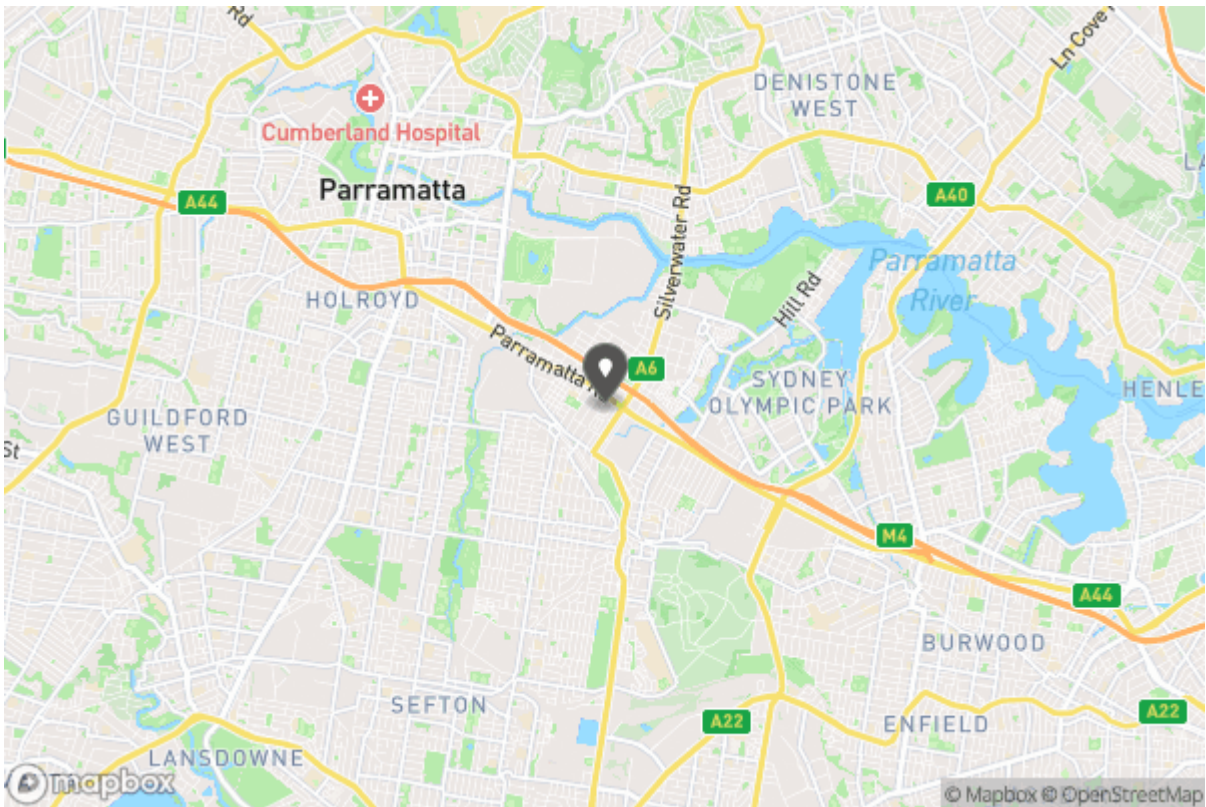 Rd
Ln Cove
DENISTONE
WEST
Cumberland Hospital
Parramatta
A44
Silverwater Rd
A40
Parramatta
River
Hill Rd
HOLROYD
Parramatta
A6
SYDNEY
OLYMPIC PARK
HENLE
GUILDFORD
WEST
St
M4
A44
BURWOOD
SEFTON
A22
ENFIELD
A22
LANSDOWNE
mapbox
© Mapbox © OpenStreetMap